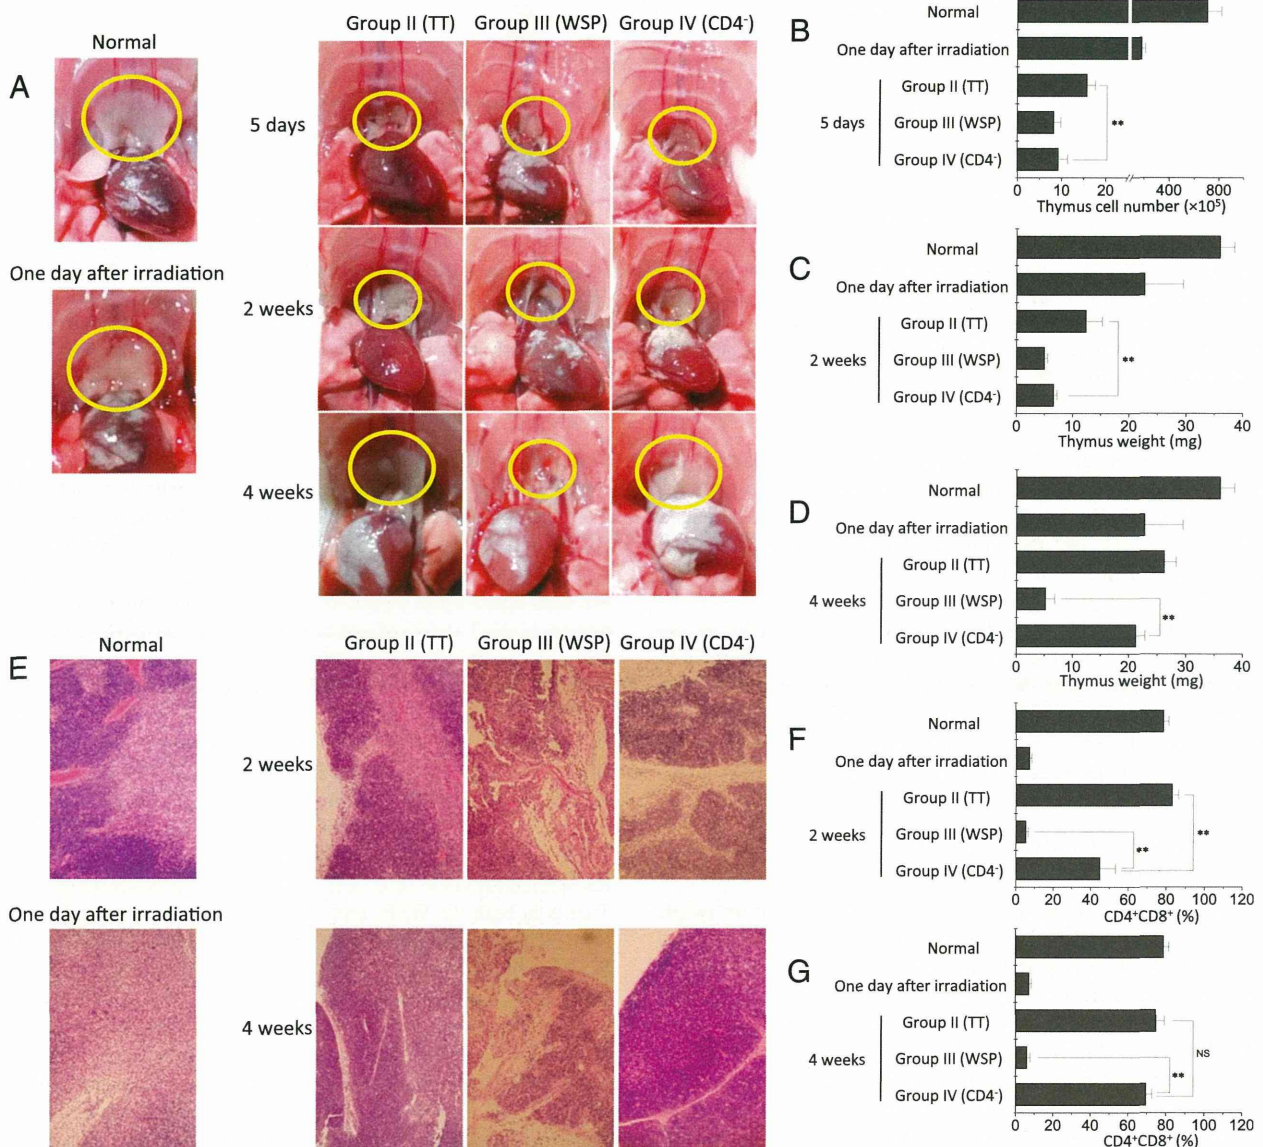 A
Normal
One day after irradiation
Group II (TT) Group III (WSP) Group IV (CD4⁻)
5 days
2 weeks
4 weeks
B
Normal
One day after irradiation
5 days
Group II (TT)
Group III (WSP)
Group IV (CD4⁻)
**
0 10 20 400 800
Thymus cell number (×10⁵)
C
Normal
One day after irradiation
2 weeks
Group II (TT)
Group III (WSP)
Group IV (CD4⁻)
**
0 10 20 30 40
Thymus weight (mg)
D
Normal
One day after irradiation
4 weeks
Group II (TT)
Group III (WSP)
Group IV (CD4⁻)
**
0 10 20 30 40
Thymus weight (mg)
E
Normal
One day after irradiation
Group II (TT) Group III (WSP) Group IV (CD4⁻)
2 weeks
4 weeks
F
Normal
One day after irradiation
2 weeks
Group II (TT)
Group III (WSP)
Group IV (CD4⁻)
**
**
0 20 40 60 80 100 120
CD4⁺CD8⁺ (%)
G
Normal
One day after irradiation
4 weeks
Group II (TT)
Group III (WSP)
Group IV (CD4⁻)
NS
**
0 20 40 60 80 100 120
CD4⁺CD8⁺ (%)